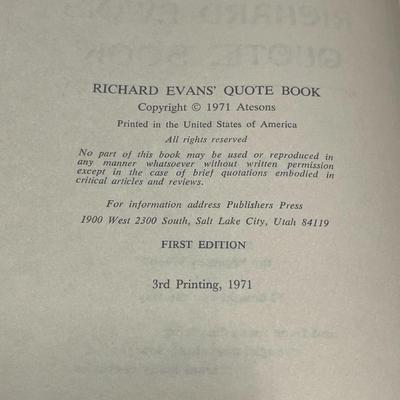 RICHARD EVANS' QUOTE BOOK
Copyright © 1971 Atesons
Printed in the United States of America
All rights reserved
No part of this book may be used or reproduced in
any manner whatsoever without written permission
except in the case of brief quotations embodied in
critical articles and reviews.
For information address Publishers Press
1900 West 2300 South, Salt Lake City, Utah 84119
FIRST EDITION
3rd Printing, 1971